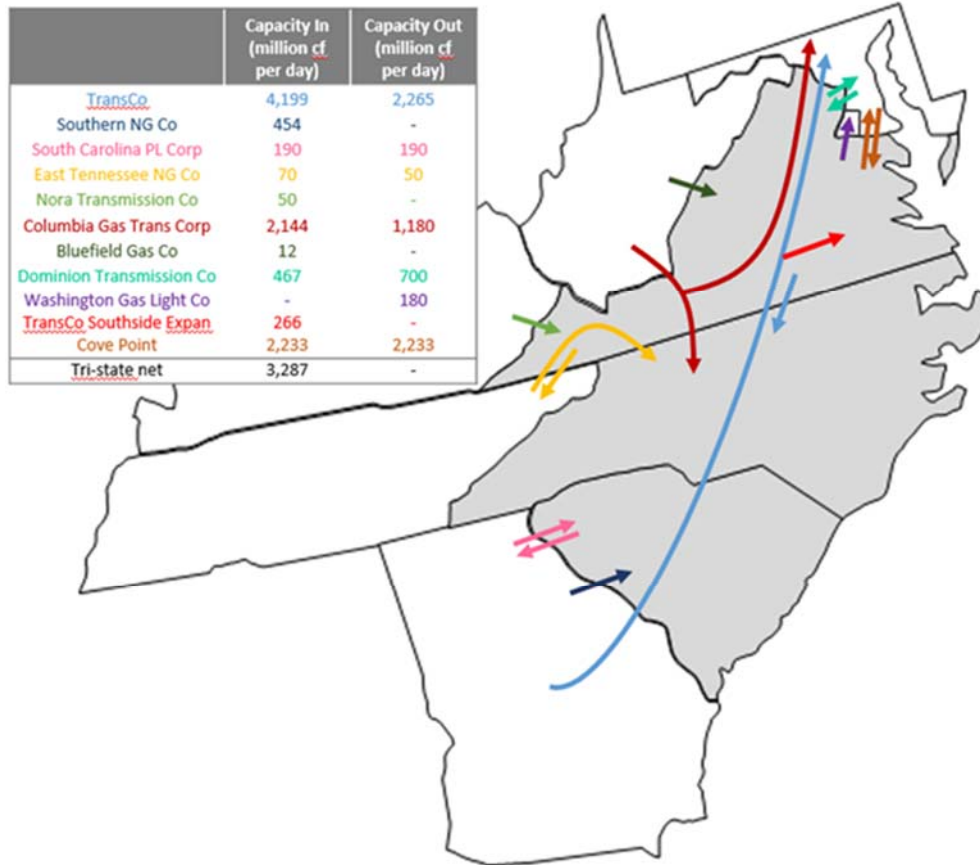 Capacity In (million cf per day) Capacity Out (million cf per day)
TransCo 4,199 2,265
Southern NG Co 454 -
South Carolina PL Corp 190 190
East Tennessee NG Co 70 50
Nora Transmission Co 50 -
Columbia Gas Trans Corp 2,144 1,180
Bluefield Gas Co 12 -
Dominion Transmission Co 467 700
Washington Gas Light Co - 180
TransCo Southside Expan 266 -
Cove Point 2,233 2,233
Tri-state net 3,287 -